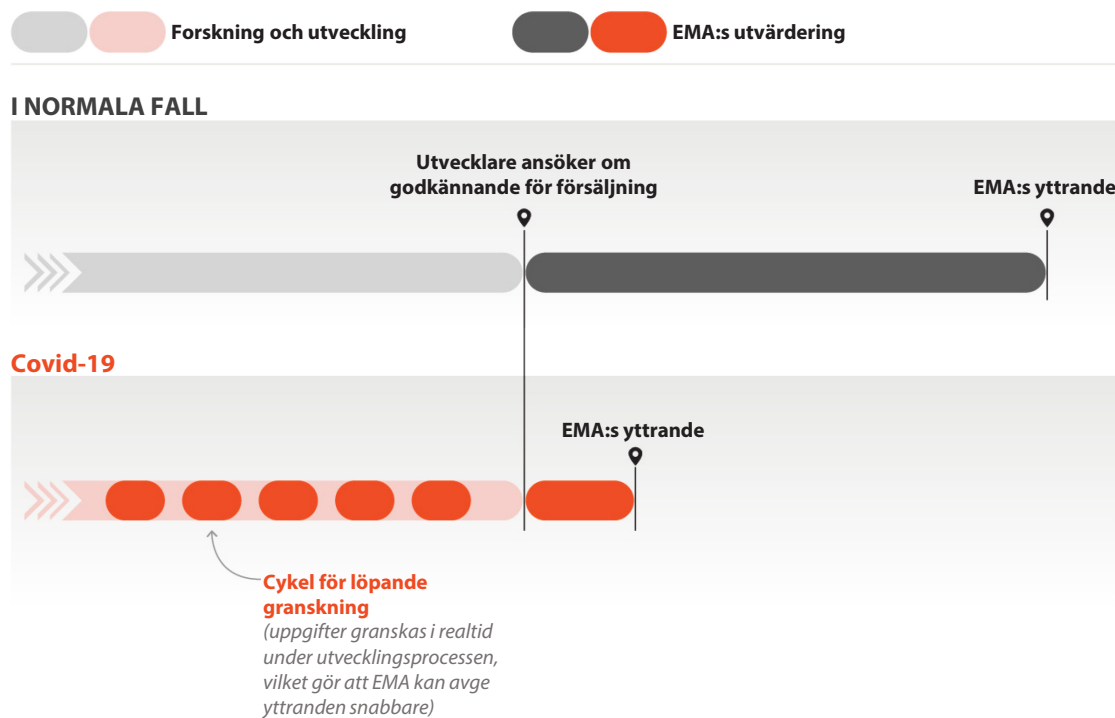 Forskning och utveckling
EMA:s utvärdering
I NORMALA FALL
Utvecklare ansöker om
godkännande för försäljning
EMA:s yttrande
Covid-19
EMA:s yttrande
Cykel för löpande
granskning
(uppgifter granskas i realtid
under utvecklingsprocessen,
vilket gör att EMA kan avge
yttranden snabbare)